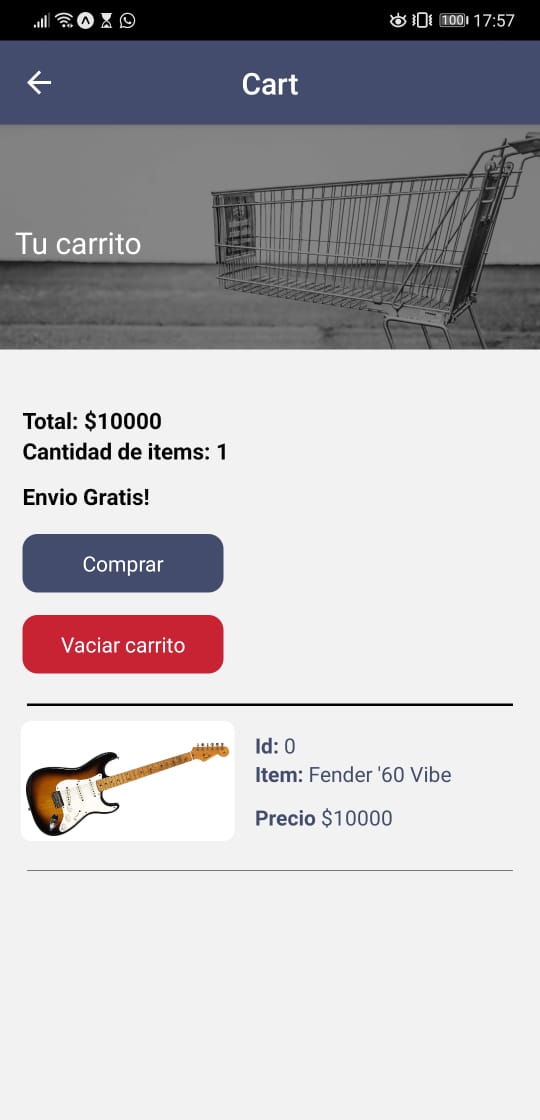 100 17:57
Cart
Tu carrito
Total: $10000
Cantidad de items: 1
Envio Gratis!
Comprar
Vaciar carrito
Id: 0
Item: Fender '60 Vibe
Precio $10000